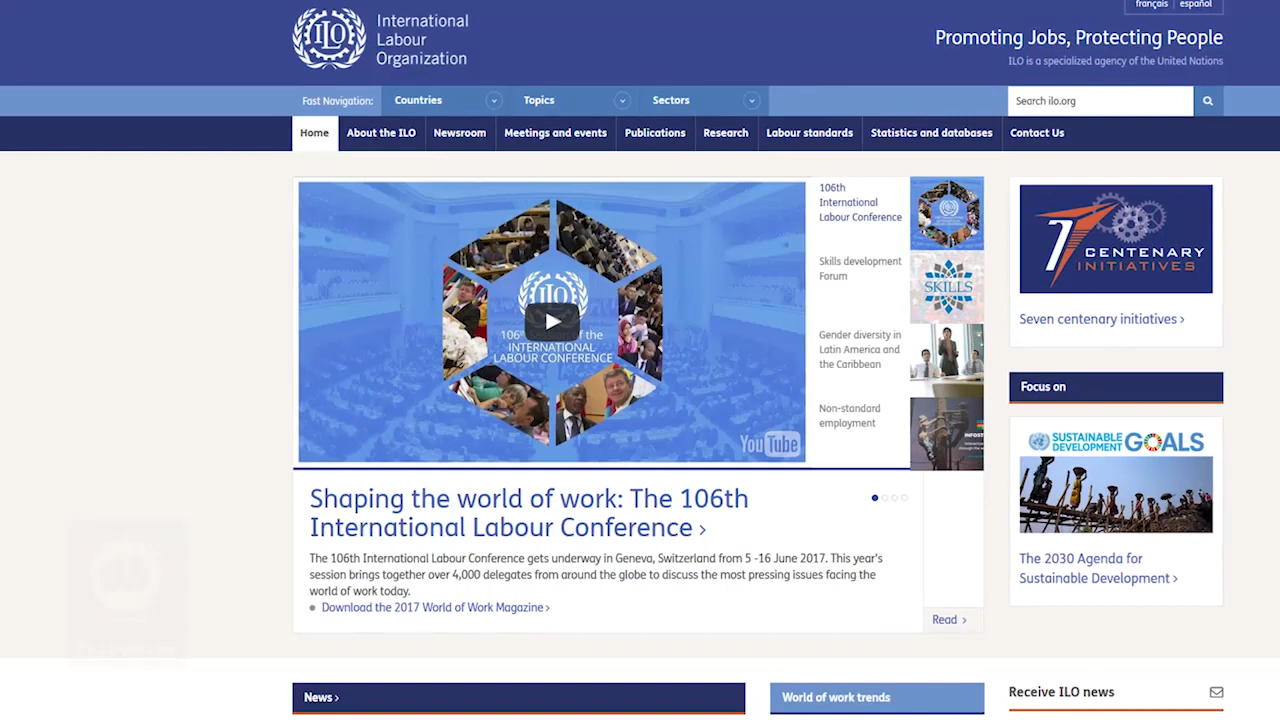 français
español
International
Labour
Organization
ILO
Promoting Jobs, Protecting People
ILO is a specialized agency of the United Nations
Fast Navigation:
Countries
Topics
Sectors
Search ilo.org
Home
About the ILO
Newsroom
Meetings and events
Publications
Research
Labour standards
Statistics and databases
Contact Us
ILO
INTERNATIONAL
LABOUR CONFERENCE
YouTube
106th
International
Labour Conference
Skills development
Forum
SKILLS
Gender diversity in
Latin America and
the Caribbean
Non-standard
employment
7 CENTENARY
INITIATIVES
Seven centenary initiatives ›
Focus on
SUSTAINABLE
DEVELOPMENT GOALS
The 2030 Agenda for
Sustainable Development ›
Shaping the world of work: The 106th
International Labour Conference ›
The 106th International Labour Conference gets underway in Geneva, Switzerland from 5 -16 June 2017. This year's
session brings together over 4,000 delegates from around the globe to discuss the most pressing issues facing the
world of work today.
Download the 2017 World of Work Magazine ›
Read ›
News ›
World of work trends
Receive ILO news